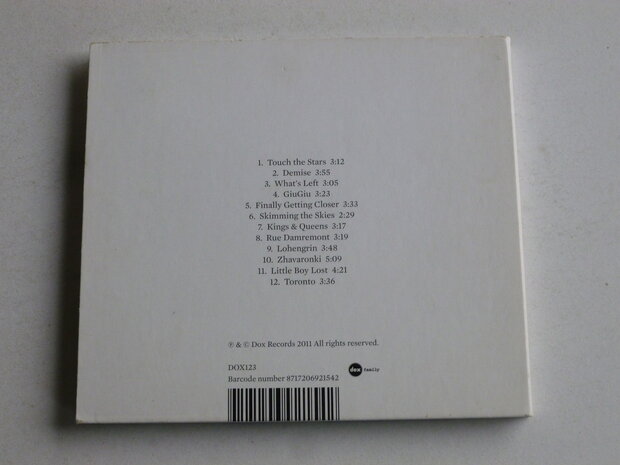 1. Touch the Stars 3:12
2. Demise 3:55
3. What's Left 3:05
4. GiuGiu 3:23
5. Finally Getting Closer 3:33
6. Skimming the Skies 2:29
7. Kings & Queens 3:17
8. Rue Damremont 3:19
9. Lohengrin 3:48
10. Zhavaronki 5:09
11. Little Boy Lost 4:21
12. Toronto 3:36
℗ & © Dox Records 2011 All rights reserved.
DOX123
Barcode number 8717206921542
dox family